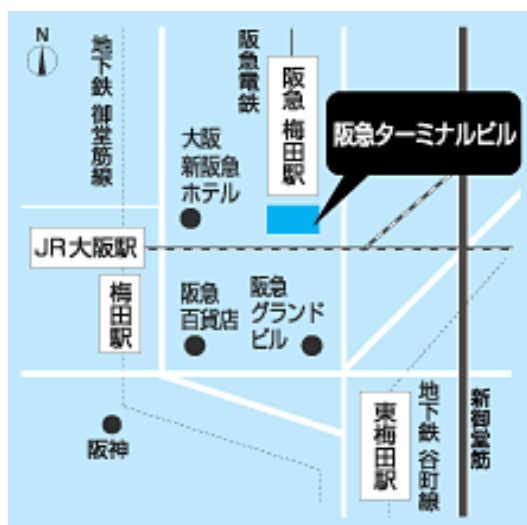 N
地下鉄 御堂筋線
阪急電鉄
阪急 梅田駅
阪急ターミナルビル
大阪
新阪急
ホテル
JR大阪駅
梅田駅
阪急
百貨店
阪急
グランド
ビル
阪神
東梅田駅
地下鉄 谷町線
新御堂筋